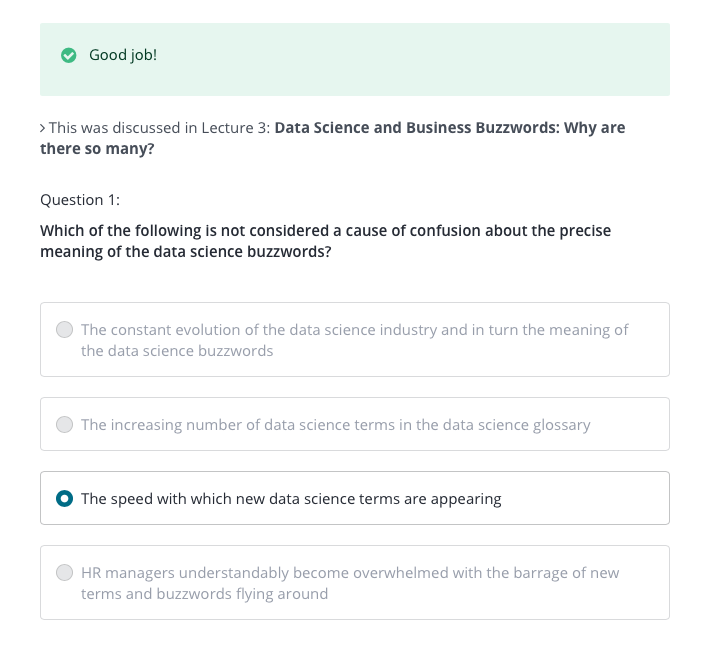 Good job!
> This was discussed in Lecture 3: Data Science and Business Buzzwords: Why are
there so many?
Question 1:
Which of the following is not considered a cause of confusion about the precise
meaning of the data science buzzwords?
The constant evolution of the data science industry and in turn the meaning of
the data science buzzwords
The increasing number of data science terms in the data science glossary
The speed with which new data science terms are appearing
HR managers understandably become overwhelmed with the barrage of new
terms and buzzwords flying around